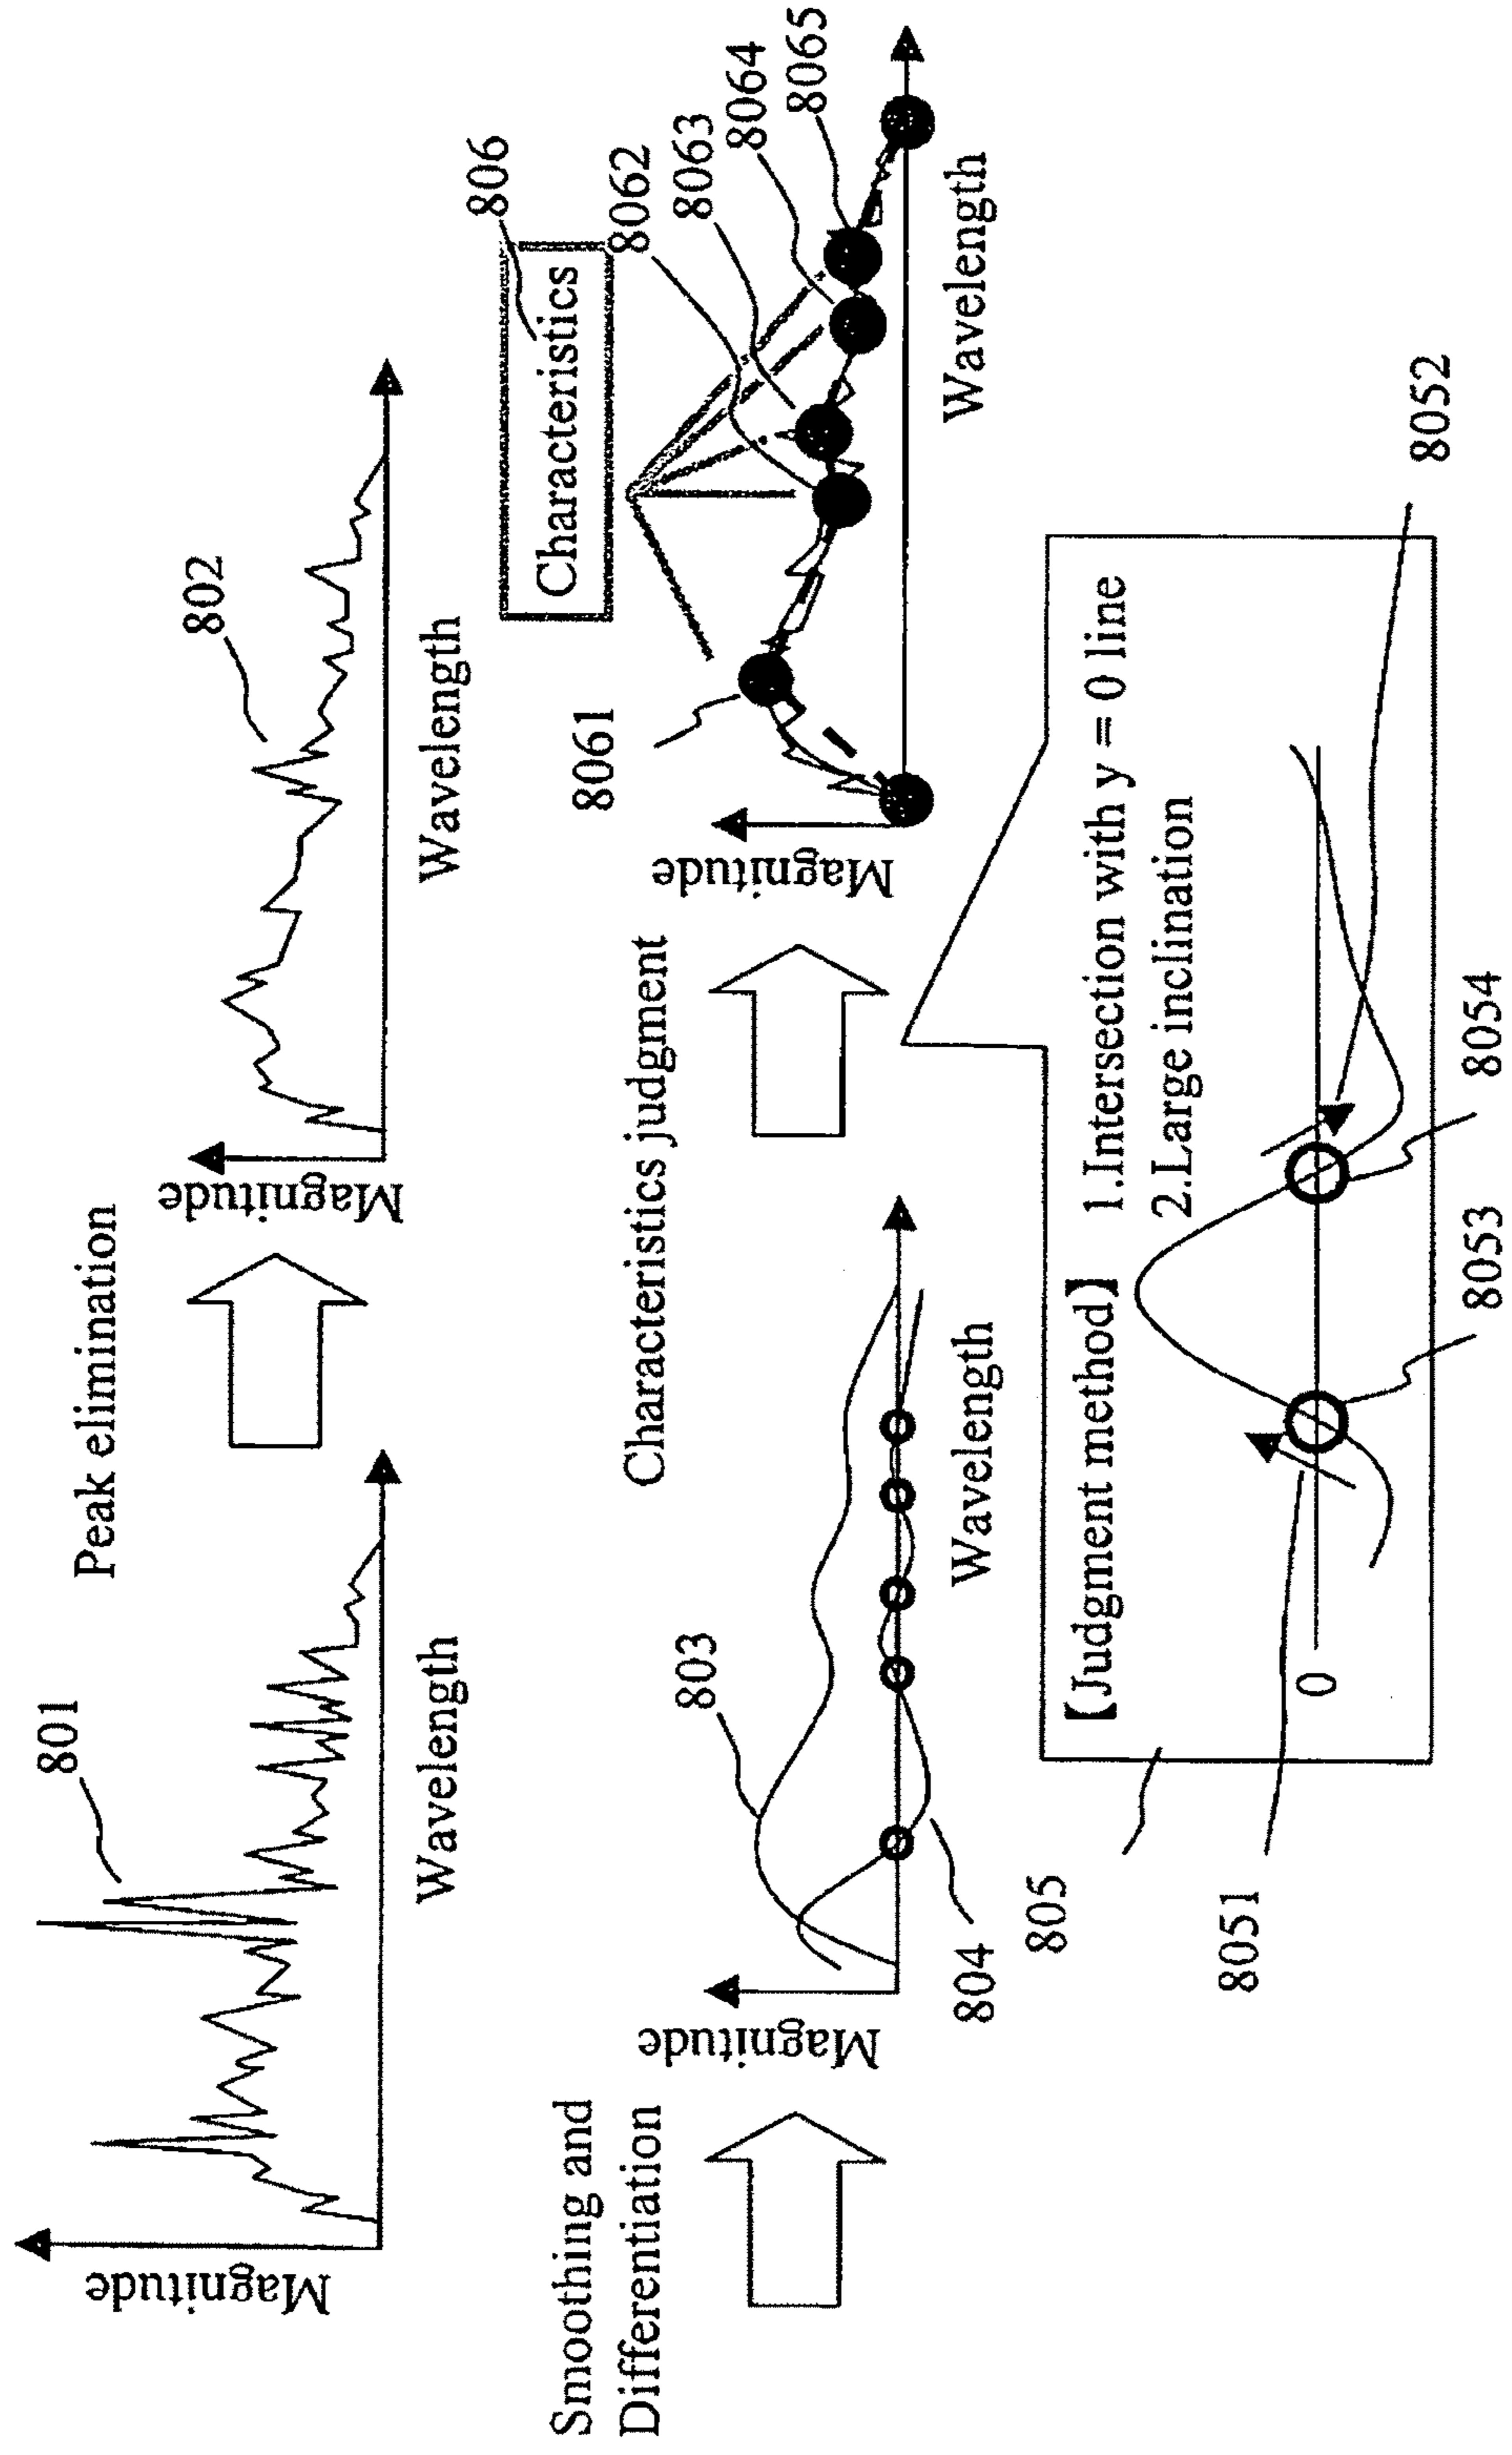 801
Magnitude
Wavelength
Peak elimination
802
Magnitude
Wavelength
Smoothing and
Differentiation
803
Magnitude
Wavelength
804
Characteristics judgment
806
Characteristics
8061
8062
8063
8064
8065
Magnitude
Wavelength
805
【Judgment method】 1.Intersection with y = 0 line
2.Large inclination
0
8051
8053
8054
8052